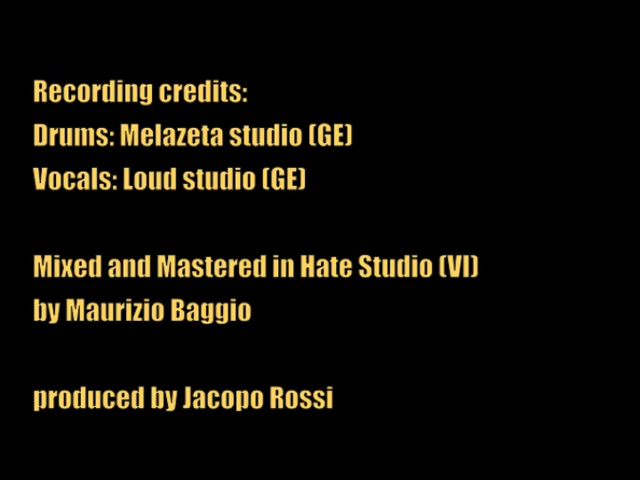 Recording credits:
Drums: Melazeta studio (GE)
Vocals: Loud studio (GE)
Mixed and Mastered in Hate Studio (VI)
by Maurizio Baggio
produced by Jacopo Rossi